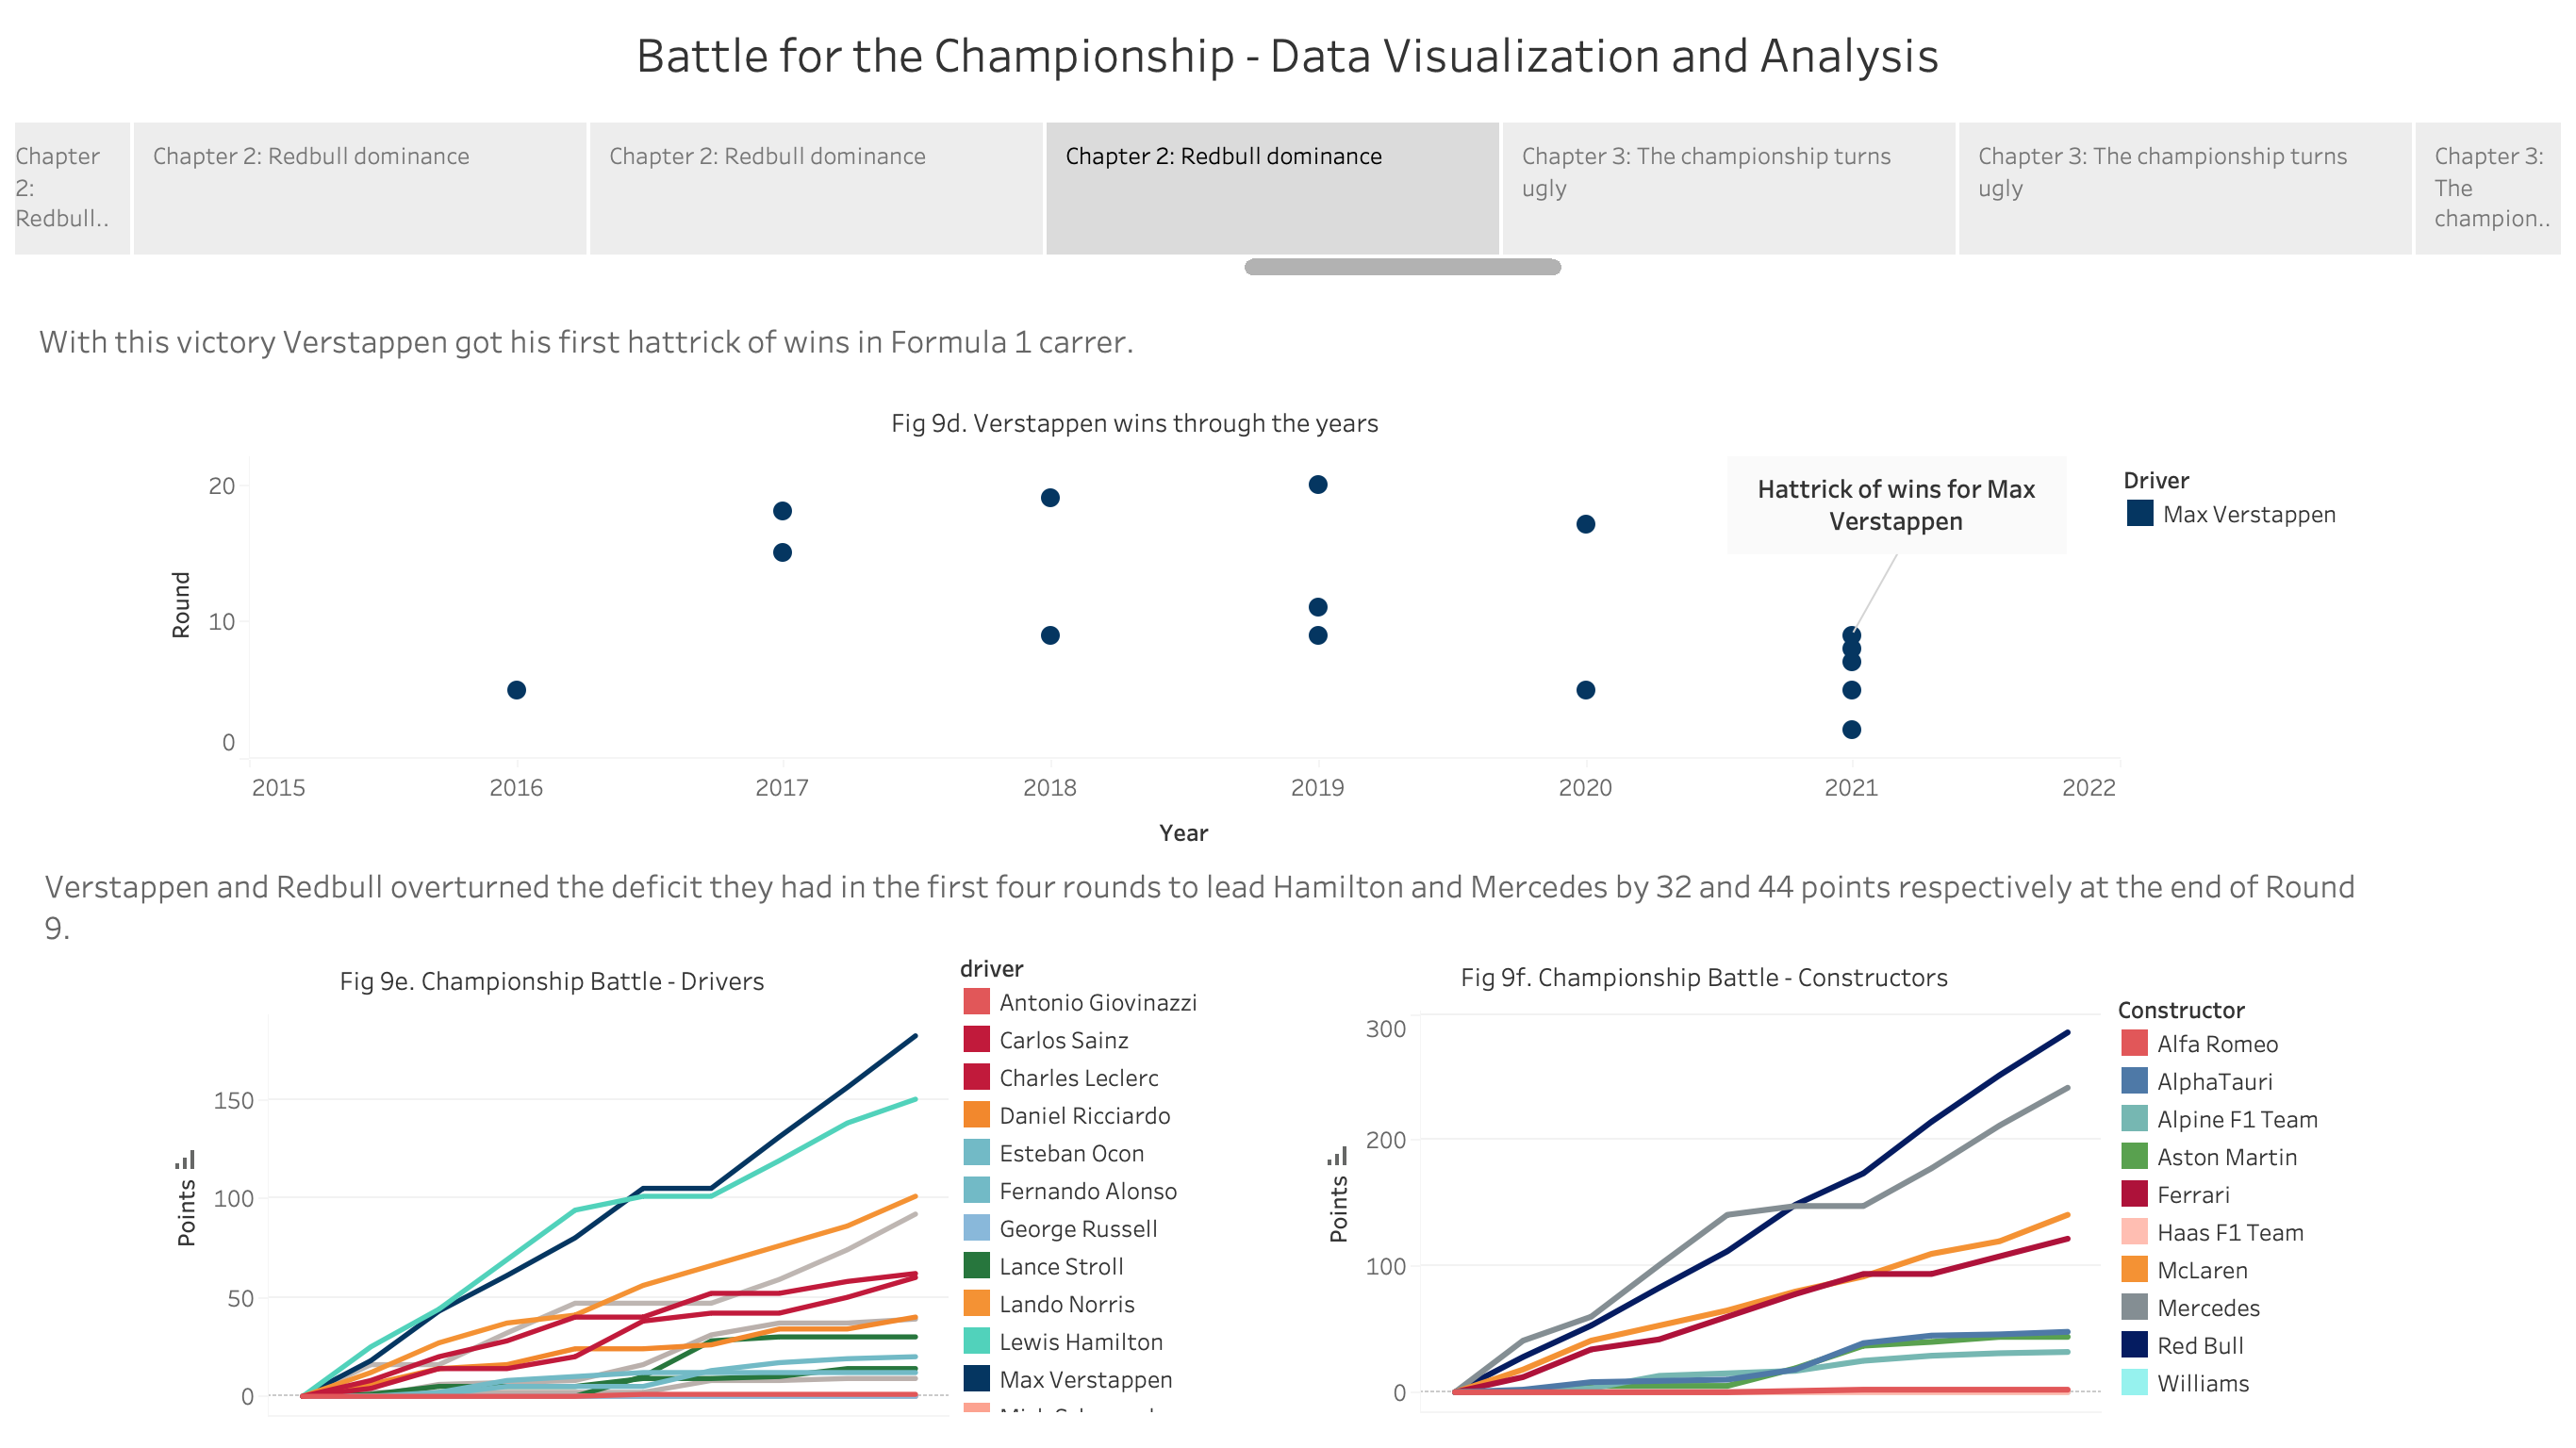 Battle for the Championship - Data Visualization and Analysis
Chapter
2:
Redbull..
Chapter 2: Redbull dominance
Chapter 2: Redbull dominance
Chapter 2: Redbull dominance
Chapter 3: The championship turns
ugly
Chapter 3: The championship turns
ugly
Chapter 3:
The
champion..
With this victory Verstappen got his first hattrick of wins in Formula 1 carrer.
Fig 9d. Verstappen wins through the years
Round
20
10
0
Hattrick of wins for Max
Verstappen
Driver
Max Verstappen
2015
2016
2017
2018
2019
2020
2021
2022
Year
Verstappen and Redbull overturned the deficit they had in the first four rounds to lead Hamilton and Mercedes by 32 and 44 points respectively at the end of Round
9.
Fig 9e. Championship Battle - Drivers
Points
150
100
50
0
driver
Antonio Giovinazzi
Carlos Sainz
Charles Leclerc
Daniel Ricciardo
Esteban Ocon
Fernando Alonso
George Russell
Lance Stroll
Lando Norris
Lewis Hamilton
Max Verstappen
Fig 9f. Championship Battle - Constructors
Points
300
200
100
0
Constructor
Alfa Romeo
AlphaTauri
Alpine F1 Team
Aston Martin
Ferrari
Haas F1 Team
McLaren
Mercedes
Red Bull
Williams